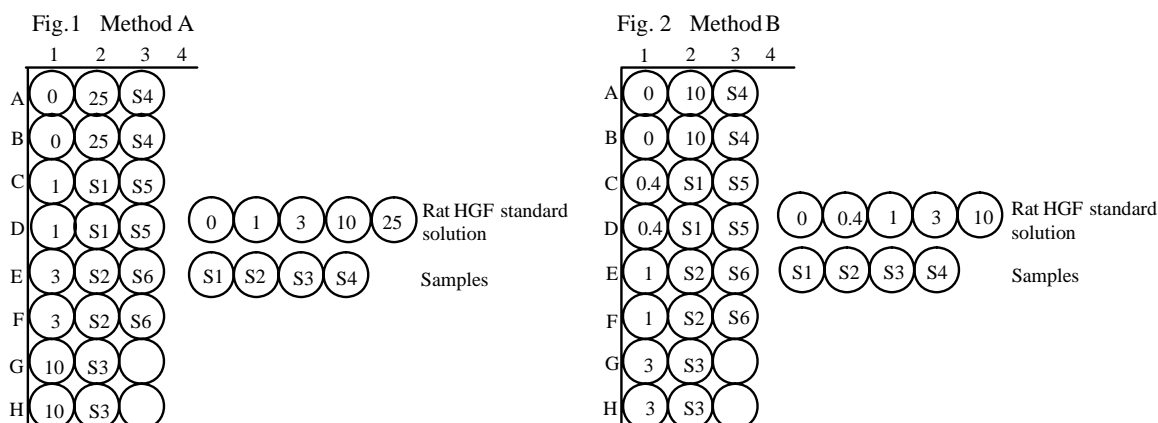 Fig.1 Method A
1 2 3 4
A 0 25 S4
B 0 25 S4
C 1 S1 S5
D 1 S1 S5
E 3 S2 S6
F 3 S2 S6
G 10 S3
H 10 S3
0 1 3 10 25 Rat HGF standard
solution
S1 S2 S3 S4 Samples
Fig. 2 Method B
1 2 3 4
A 0 10 S4
B 0 10 S4
C 0.4 S1 S5
D 0.4 S1 S5
E 1 S2 S6
F 1 S2 S6
G 3 S3
H 3 S3
0 0.4 1 3 10 Rat HGF standard
solution
S1 S2 S3 S4 Samples